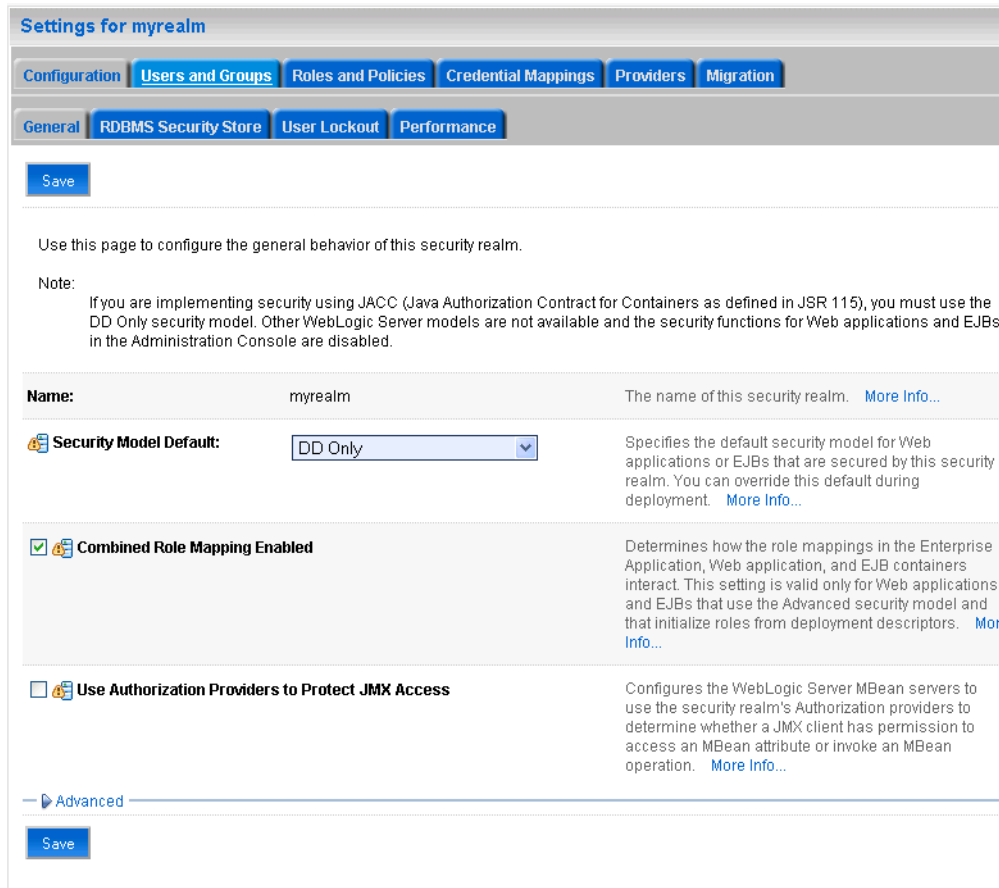 Settings for myrealm
Configuration Users and Groups Roles and Policies Credential Mappings Providers Migration
General RDBMS Security Store User Lockout Performance
Save
Use this page to configure the general behavior of this security realm.
Note:
If you are implementing security using JACC (Java Authorization Contract for Containers as defined in JSR 115), you must use the
DD Only security model. Other WebLogic Server models are not available and the security functions for Web applications and EJBs
in the Administration Console are disabled.
Name: myrealm The name of this security realm. More Info...
Security Model Default: DD Only Specifies the default security model for Web
applications or EJBs that are secured by this security
realm. You can override this default during
deployment. More Info...
Combined Role Mapping Enabled Determines how the role mappings in the Enterprise
Application, Web application, and EJB containers
interact. This setting is valid only for Web applications
and EJBs that use the Advanced security model and
that initialize roles from deployment descriptors. Mor
Info...
Use Authorization Providers to Protect JMX Access Configures the WebLogic Server MBean servers to
use the security realm's Authorization providers to
determine whether a JMX client has permission to
access an MBean attribute or invoke an MBean
operation. More Info...
Advanced
Save